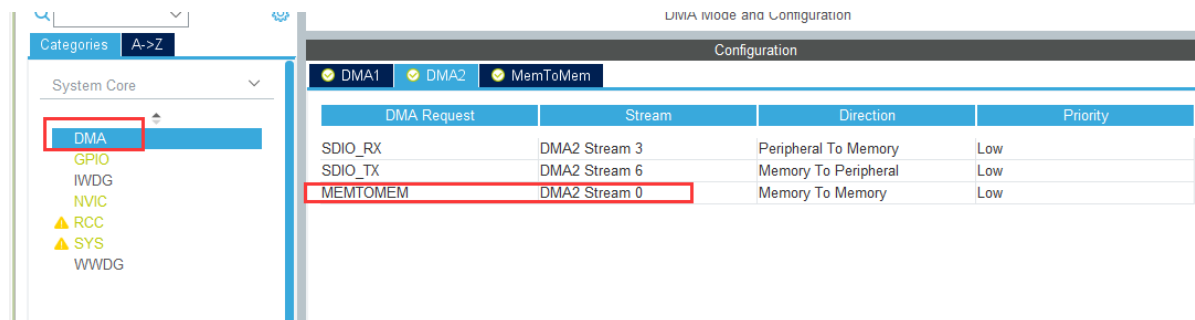 DMA Mode and Configuration
Categories A->Z
Configuration
System Core
DMA1 DMA2 MemToMem
DMA Request Stream Direction Priority
DMA
GPIO
IWDG
NVIC
RCC
SYS
WWDG
SDIO_RX DMA2 Stream 3 Peripheral To Memory Low
SDIO_TX DMA2 Stream 6 Memory To Peripheral Low
MEMTOMEM DMA2 Stream 0 Memory To Memory Low